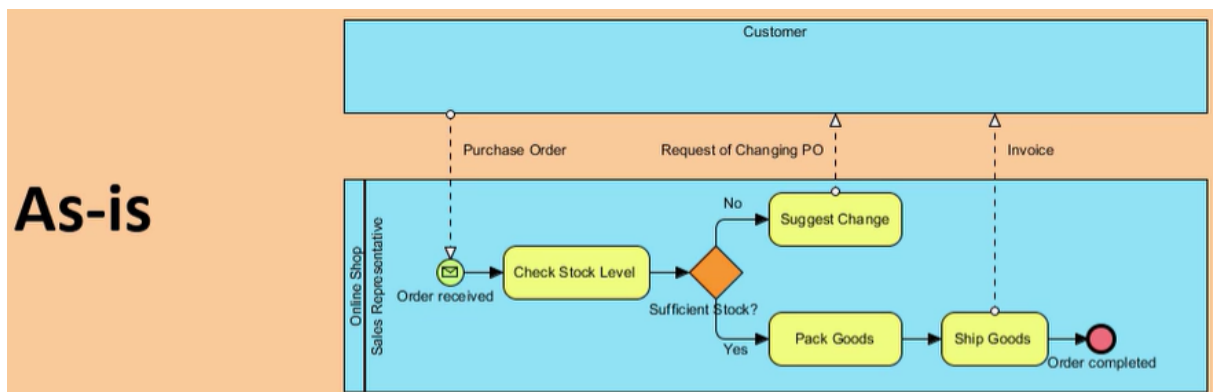 Customer
Purchase Order
Request of Changing PO
Invoice
As-is
Online Shop
Sales Representative
Order received
Check Stock Level
Sufficient Stock?
No
Suggest Change
Yes
Pack Goods
Ship Goods
Order completed